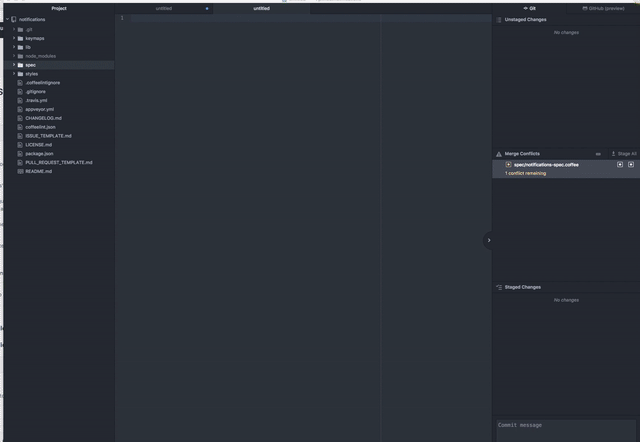 Project
notifications
.git
keymaps
lib
node_modules
spec
styles
.coffeelintignore
.gitignore
.travis.yml
appveyor.yml
CHANGELOG.md
coffeelint.json
ISSUE_TEMPLATE.md
LICENSE.md
package.json
PULL_REQUEST_TEMPLATE.md
README.md
untitled
untitled
1
Git
GitHub (preview)
Unstaged Changes
No changes
Merge Conflicts
Stage All
spec/notifications-spec.coffee
1 conflict remaining
Staged Changes
No changes
Commit message